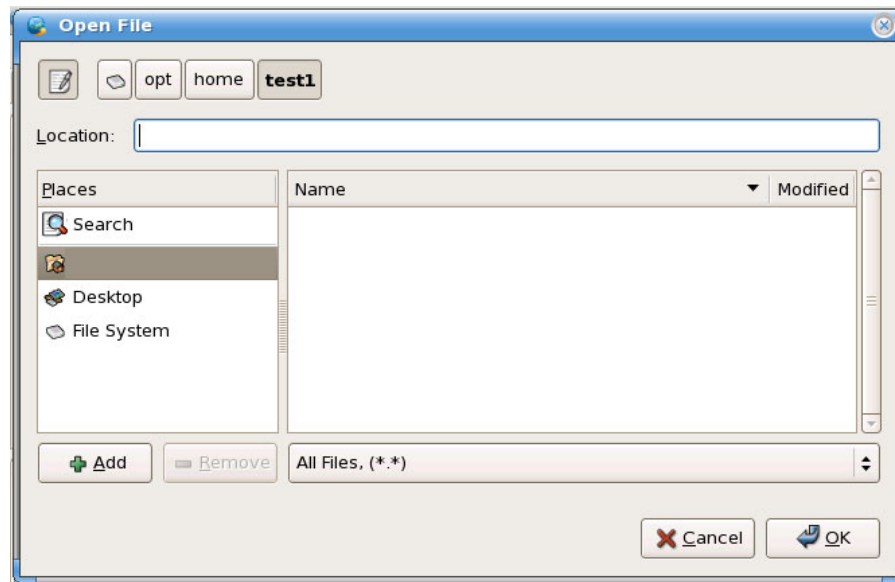 Open File
opt home test1
Location:
Places Name Modified
Search
Desktop
File System
Add Remove All Files, (*.*)
Cancel OK